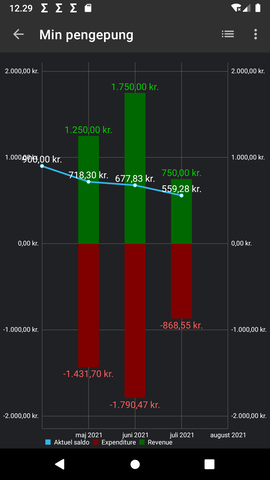 12.29 Σ Σ Σ
Min pengepung
2.000,00 kr. 2.000,00 kr.
1.750,00 kr.
1.250,00 kr.
1.000,00 kr. 1.000,00 kr.
900,00 kr.
750,00 kr.
718,30 kr. 677,83 kr. 559,28 kr.
0,00 kr. 0,00 kr.
-868,55 kr.
-1.000,00 kr. -1.000,00 kr.
-1.431,70 kr.
-1.790,47 kr.
-2.000,00 kr. -2.000,00 kr.
maj 2021 juni 2021 juli 2021 august 2021
Aktuel saldo Expenditure Revenue